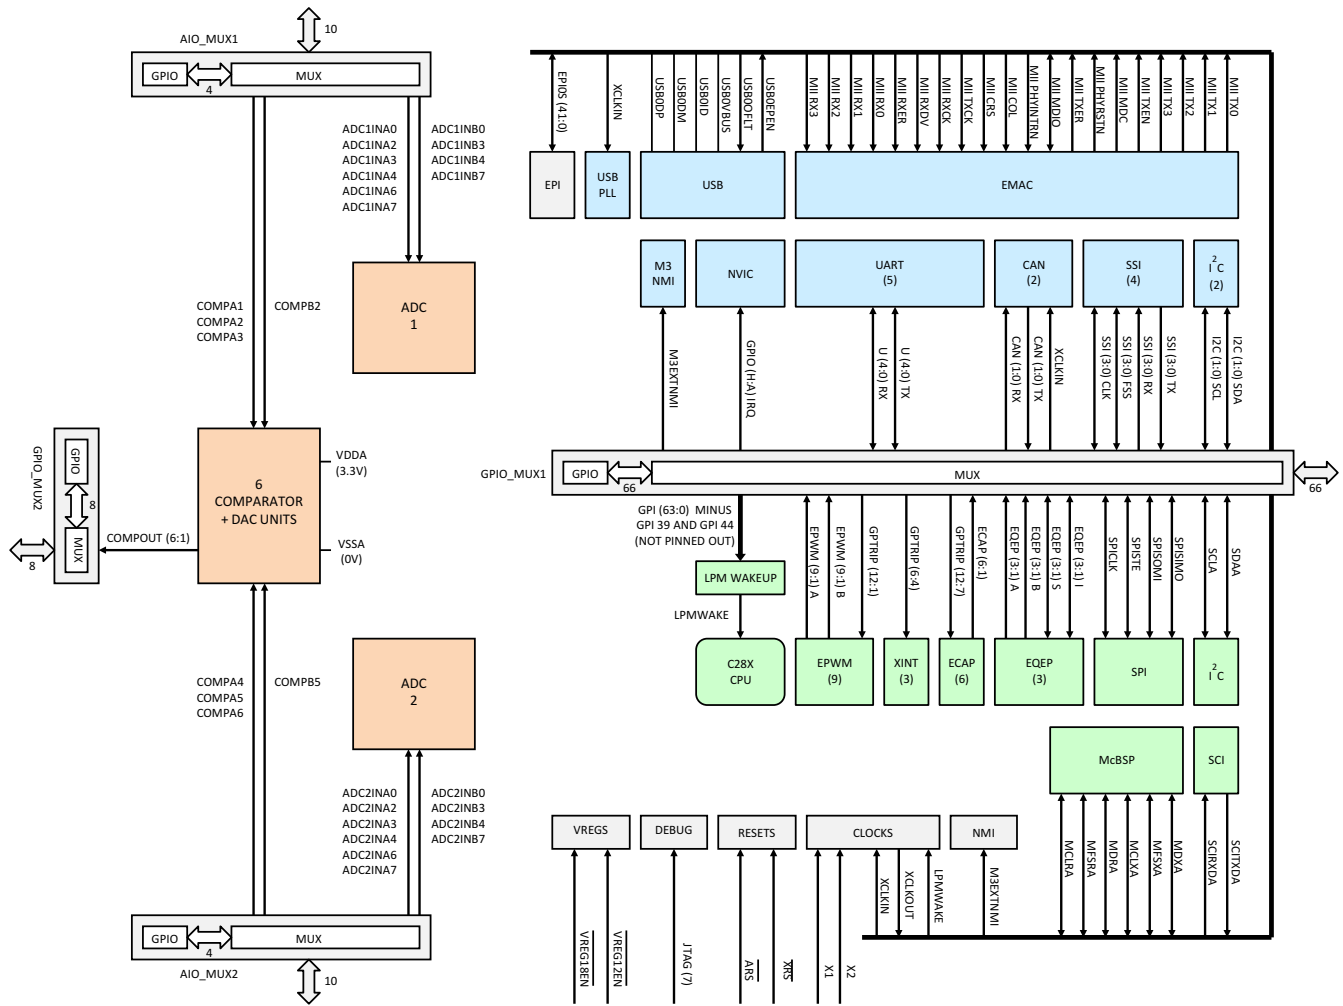 10
AIO_MUX1
GPIO
MUX
4
ADC1INA0
ADC1INA2
ADC1INA3
ADC1INA4
ADC1INA6
ADC1INA7
ADC1INB0
ADC1INB3
ADC1INB4
ADC1INB7
ADC
1
COMPA1
COMPA2
COMPA3
COMPB2
GPIO_MUX2
GPIO
8
MUX
8
COMPOUT (6:1)
6
COMPARATOR
+ DAC UNITS
VDDA
(3.3V)
VSSA
(0V)
COMPA4
COMPA5
COMPA6
COMPB5
ADC
2
ADC2INA0
ADC2INA2
ADC2INA3
ADC2INA4
ADC2INA6
ADC2INA7
ADC2INB0
ADC2INB3
ADC2INB4
ADC2INB7
GPIO
MUX
4
AIO_MUX2
10
EPI0S (41:0)
XCLKIN
USB0DP
USB0DM
USB0ID
USB0VBUS
USB0OFLT
USB0EPEN
MII RX3
MII RX2
MII RX1
MII RX0
MII RXER
MII RXDV
MII RXCK
MII TXCK
MII CRS
MII COL
MII PHYINTRN
MII MDIO
MII TXER
MII PHYRSTN
MII MDC
MII TXEN
MII TX3
MII TX2
MII TX1
MII TX0
EPI
USB
PLL
USB
EMAC
M3
NMI
NVIC
UART
(5)
CAN
(2)
SSI
(4)
I2C
(2)
M3EXTNMI
GPIO (H:A) IRQ
U (4:0) RX
U (4:0) TX
CAN (1:0) RX
CAN (1:0) TX
XCLKIN
SSI (3:0) CLK
SSI (3:0) FSS
SSI (3:0) RX
SSI (3:0) TX
I2C (1:0) SCL
I2C (1:0) SDA
GPIO_MUX1
GPIO
66
MUX
66
GPI (63:0) MINUS
GPI 39 AND GPI 44
(NOT PINNED OUT)
LPM WAKEUP
LPMWAKE
EPWM (9:1) A
EPWM (9:1) B
GPTRIP (12:1)
GPTRIP (6:4)
GPTRIP (12:7)
ECAP (6:1)
EQEP (3:1) A
EQEP (3:1) B
EQEP (3:1) S
EQEP (3:1) I
SPICLK
SPISTE
SPISOMI
SPISIMO
SCLA
SDAA
C28X
CPU
EPWM
(9)
XINT
(3)
ECAP
(6)
EQEP
(3)
SPI
I2C
McBSP
SCI
MCLRA
MFSRA
MDRA
MCLXA
MFSXA
MDXA
SCIRXDA
SCITXDA
VREGS
DEBUG
RESETS
CLOCKS
NMI
VREG18EN
VREG12EN
JTAG (7)
ARS
XRS
X1
X2
XCLKIN
XCLKOUT
LPMWAKE
M3EXTNMI